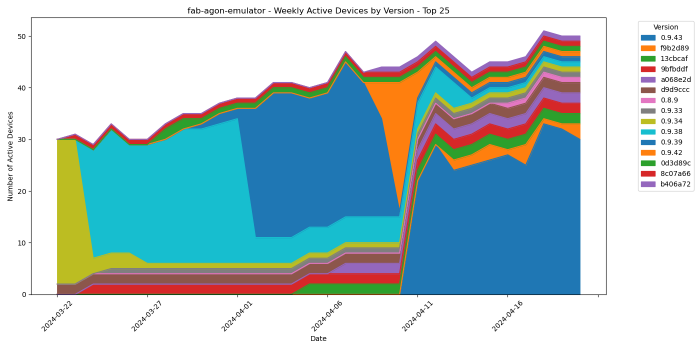 fab-agon-emulator - Weekly Active Devices by Version - Top 25
Number of Active Devices
50
40
30
20
10
0
2024-03-22
2024-03-27
2024-04-01
2024-04-06
2024-04-11
2024-04-16
Date
Version
0.9.43
f9b2d89
13cbcaf
9bfbddf
a068e2d
d9d9ccc
0.8.9
0.9.33
0.9.34
0.9.38
0.9.39
0.9.42
0d3d89c
8c07a66
b406a72